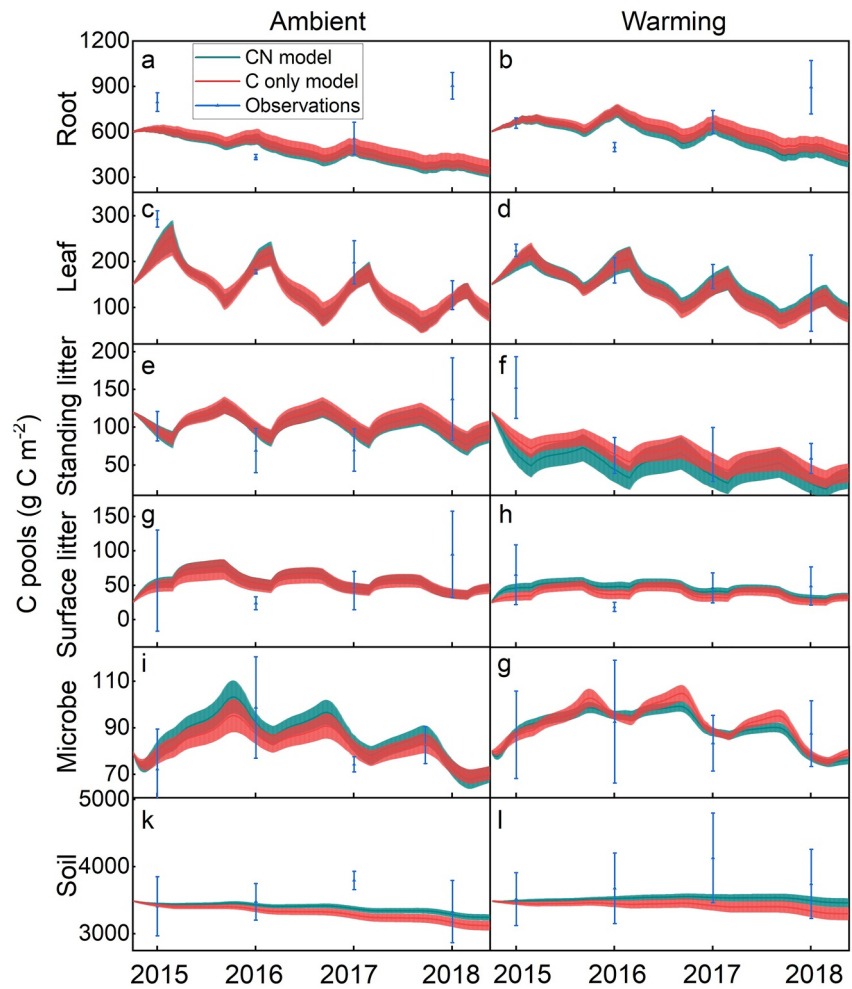 Ambient Warming
C pools (g C m⁻²)
Root
1200
900
600
300
a
CN model
C only model
Observations
b
Leaf
300
200
100
c
d
Standing litter
200
150
100
50
e
f
Surface litter
150
100
50
0
g
h
Microbe
110
90
70
i
g
Soil
5000
4000
3000
k
l
2015 2016 2017 2018 2015 2016 2017 2018